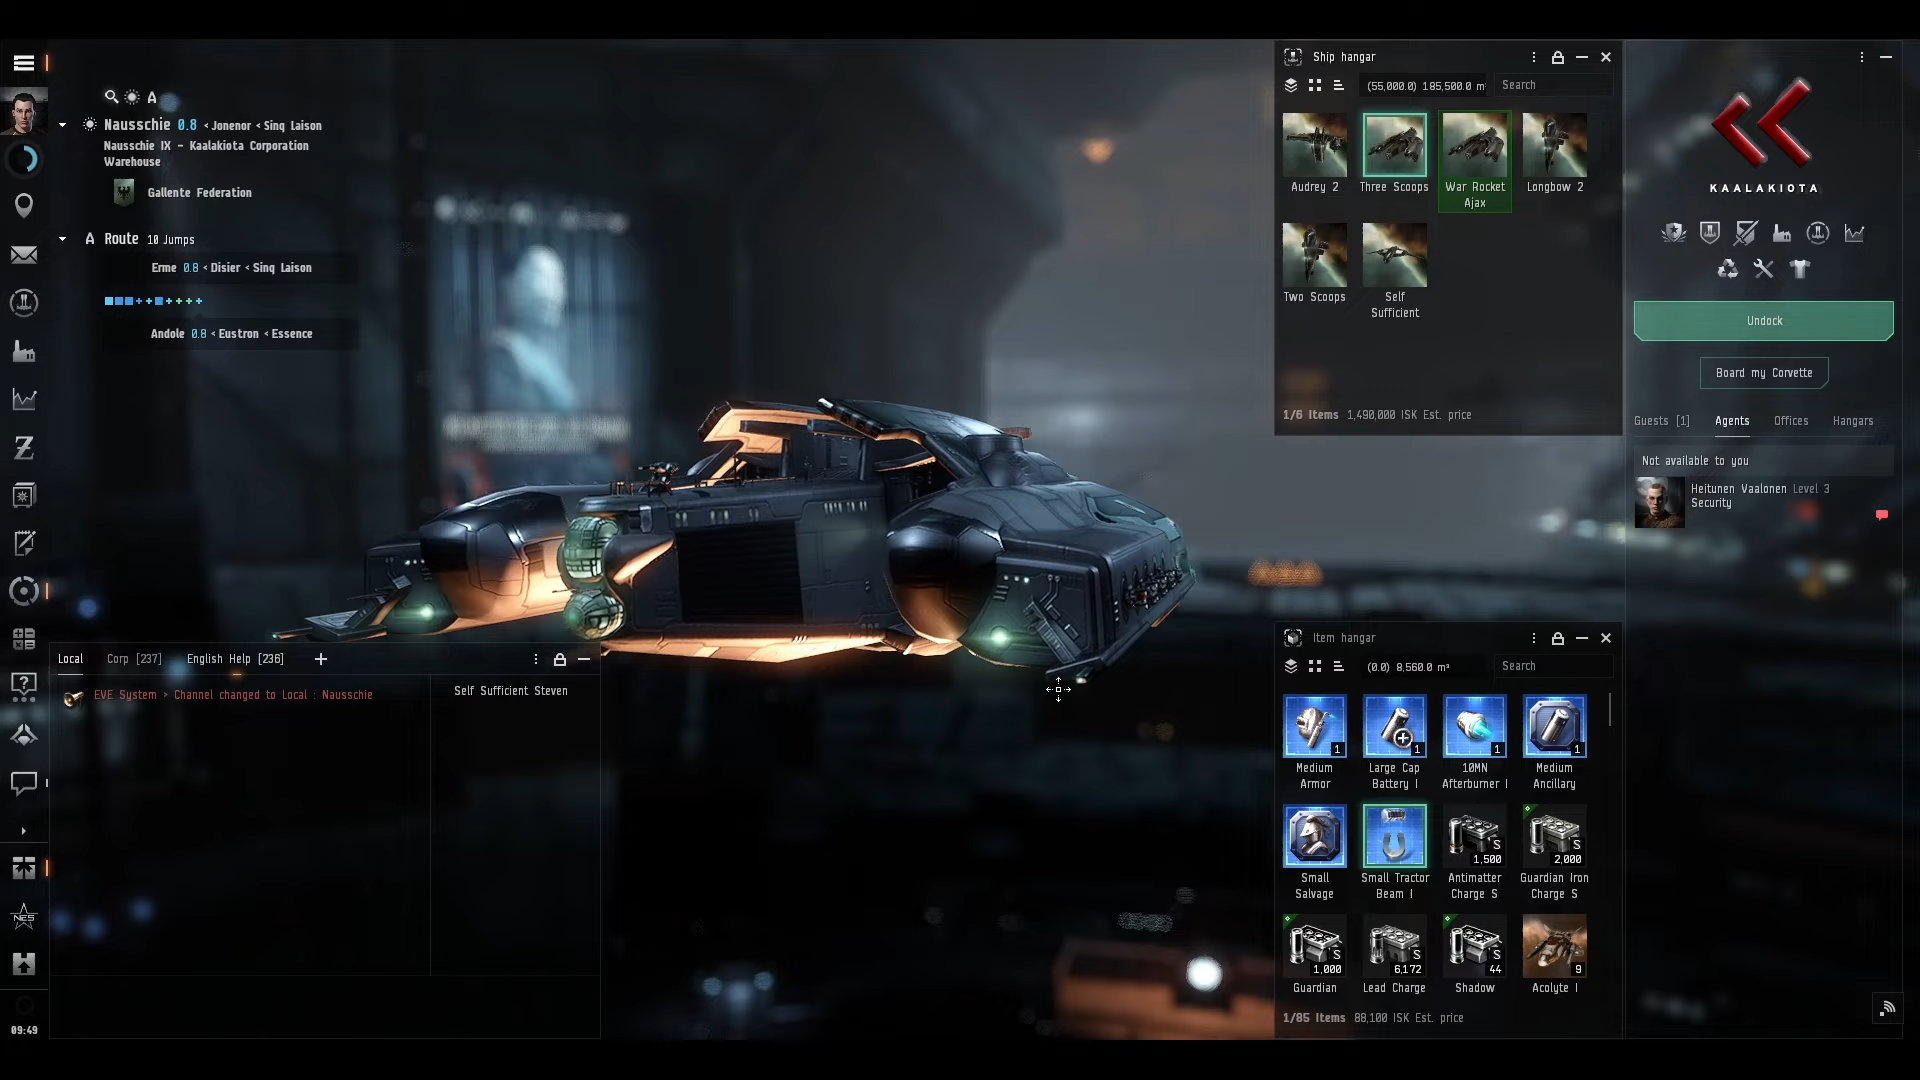 Nausschie 0.8 < Jonenor < Sinq Laison
Nausschie IX - Kaalakiota Corporation
Warehouse
Gallente Federation
Route 10 Jumps
Erme 0.8 < Disier < Sinq Laison
Andole 0.8 < Eustron < Essence
Local
Corp [237]
English Help [236]
EVE System > Channel changed to Local : Nausschie
Self Sufficient Steven
NES
09:49
Ship hangar
(55,000.0) 185,500.0 m³
Search
Audrey 2
Three Scoops
War Rocket
Ajax
Longbow 2
Two Scoops
Self
Sufficient
1/6 Items 1,490,000 ISK Est. price
Item hangar
(0.0) 8,560.0 m³
Search
1
1
1
1
Medium
Armor
Large Cap
Battery I
10MN
Afterburner I
Medium
Ancillary
S
1,500
S
2,000
Small
Salvage
Small Tractor
Beam I
Antimatter
Charge S
Guardian Iron
Charge S
S
1,000
S
6,172
S
44
9
Guardian
Lead Charge
Shadow
Acolyte I
1/85 Items 88,100 ISK Est. price
KAALAKIOTA
Undock
Board my Corvette
Guests [1]
Agents
Offices
Hangars
Not available to you
Heitunen Vaalonen Level 3
Security